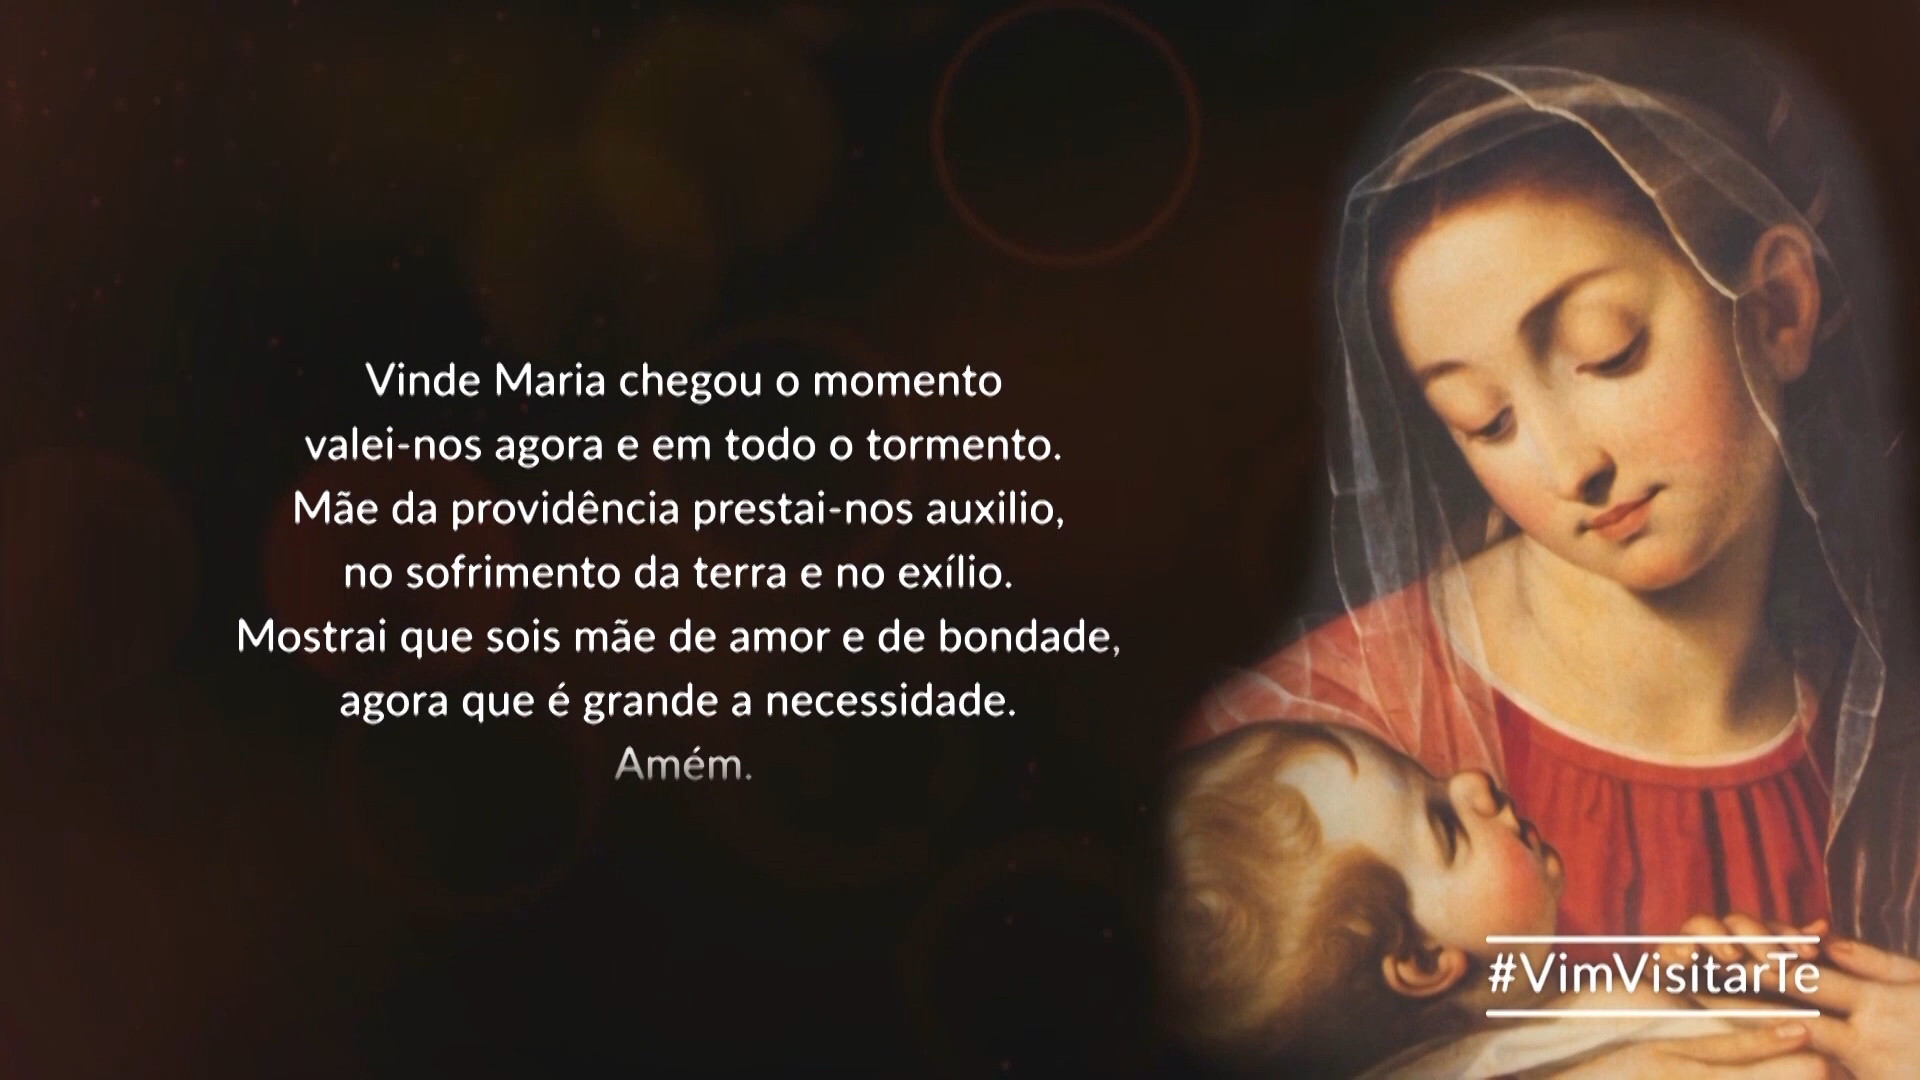 Vinde Maria chegou o momento
valei-nos agora e em todo o tormento.
Mãe da providência prestai-nos auxilio,
no sofrimento da terra e no exílio.
Mostrai que sois mãe de amor e de bondade,
agora que é grande a necessidade.
Amém.
#VimVisitarTe